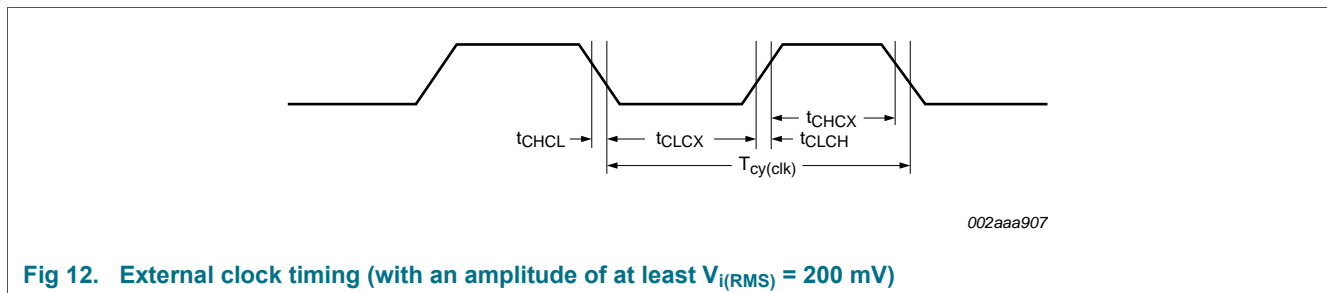 tCHCX
tCHCL tCLCX tCLCH
Tcy(clk)
002aaa907
Fig 12. External clock timing (with an amplitude of at least Vi(RMS) = 200 mV)